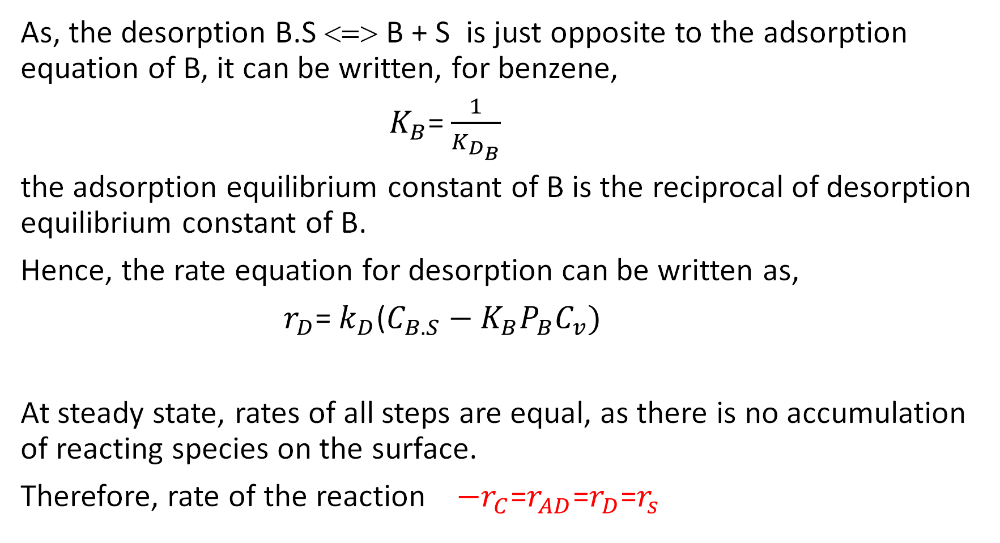 As, the desorption B.S <=> B + S is just opposite to the adsorption
equation of B, it can be written, for benzene,
K_B = 1/K_{D_B}
the adsorption equilibrium constant of B is the reciprocal of desorption
equilibrium constant of B.
Hence, the rate equation for desorption can be written as,
r_D = k_D(C_{B.S} − K_B P_B C_v)
At steady state, rates of all steps are equal, as there is no accumulation
of reacting species on the surface.
Therefore, rate of the reaction −r_C=r_{AD}=r_D=r_s